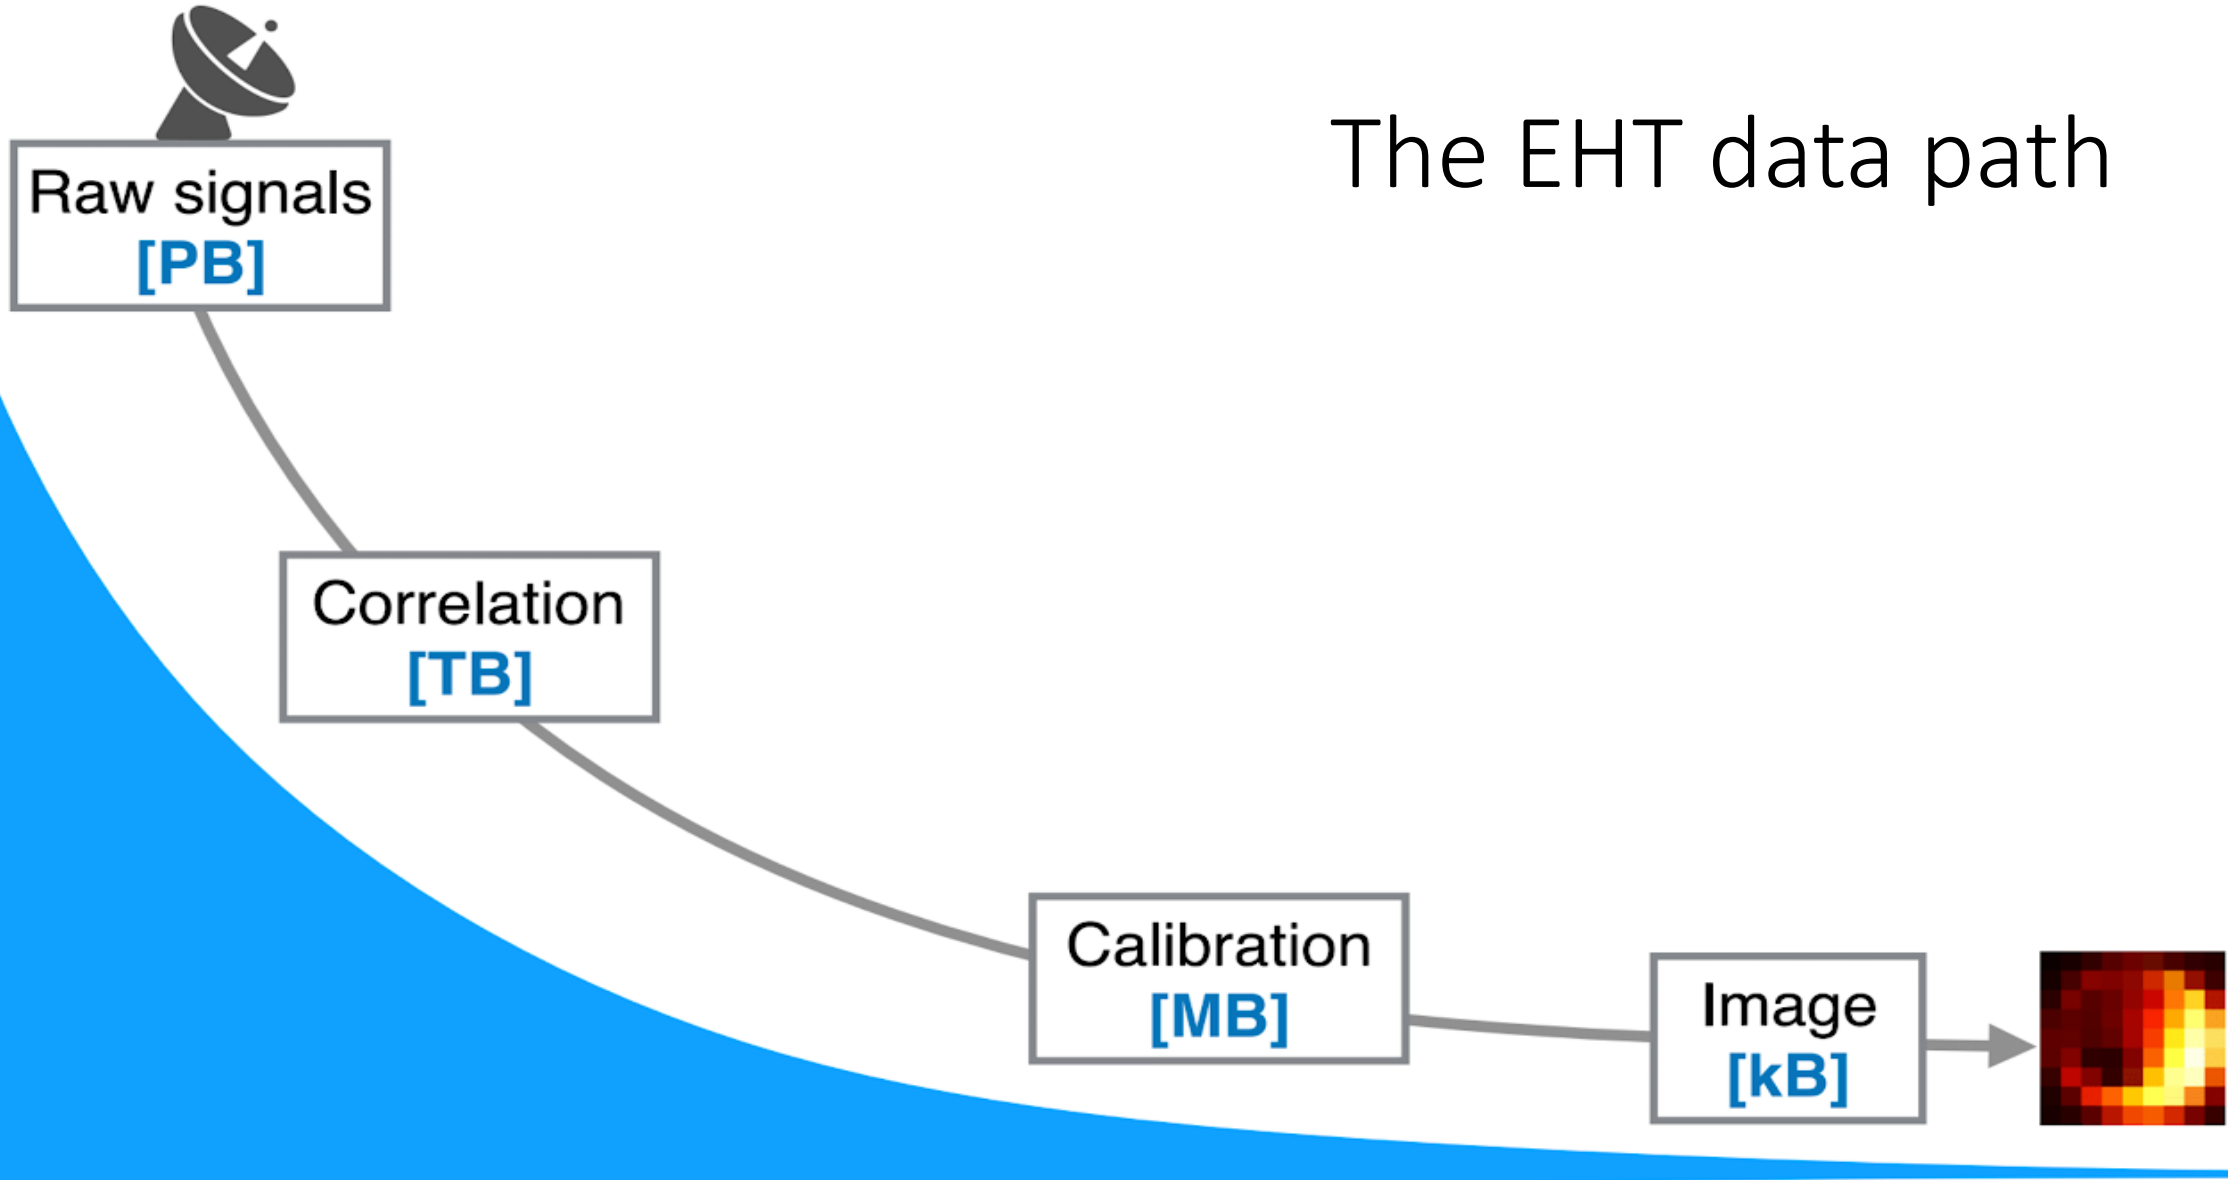 The EHT data path
Raw signals
[PB]
Correlation
[TB]
Calibration
[MB]
Image
[kB]